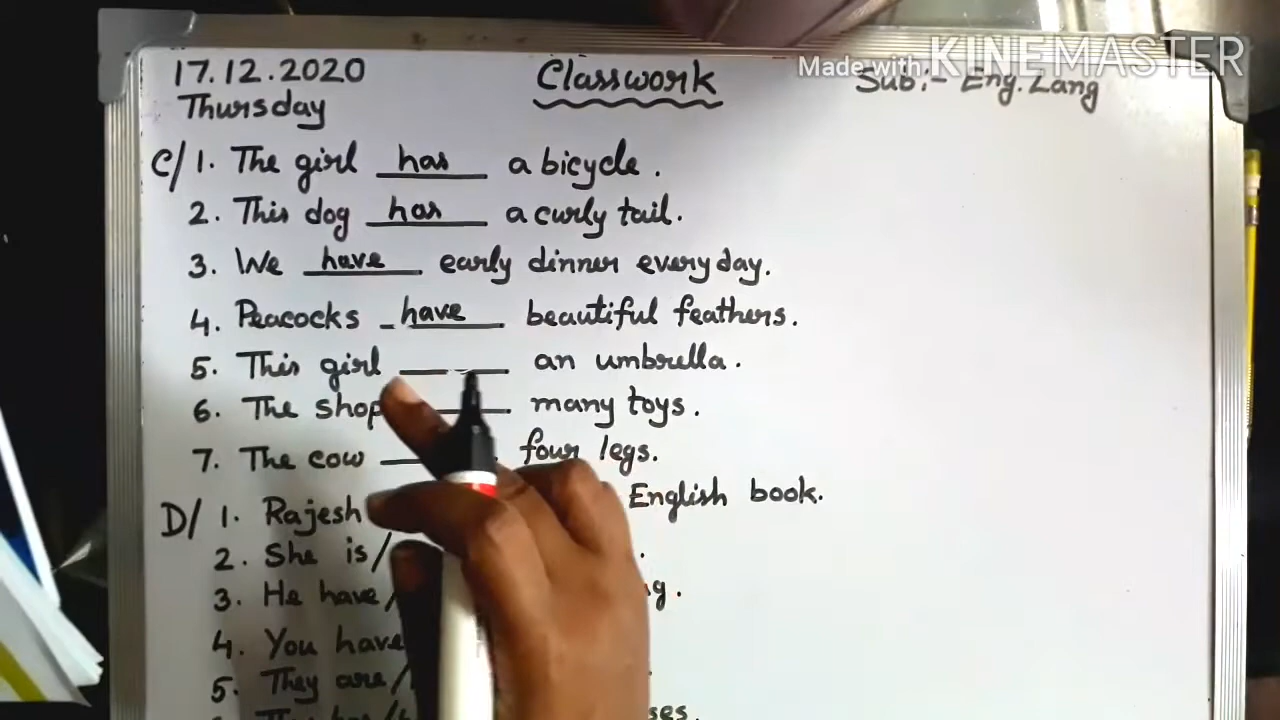 Made with KINEMASTER
17.12.2020 Classwork Sub:- Eng. Lang
Thursday
C/ 1. The girl has a bicycle.
2. This dog has a curly tail.
3. We have early dinner everyday.
4. Peacocks have beautiful feathers.
5. This girl ____ an umbrella.
6. The shop ____ many toys.
7. The cow ____ four legs.
D/ 1. Rajesh English book.
2. She is/ .
3. He have/
4. You have
5. They are/